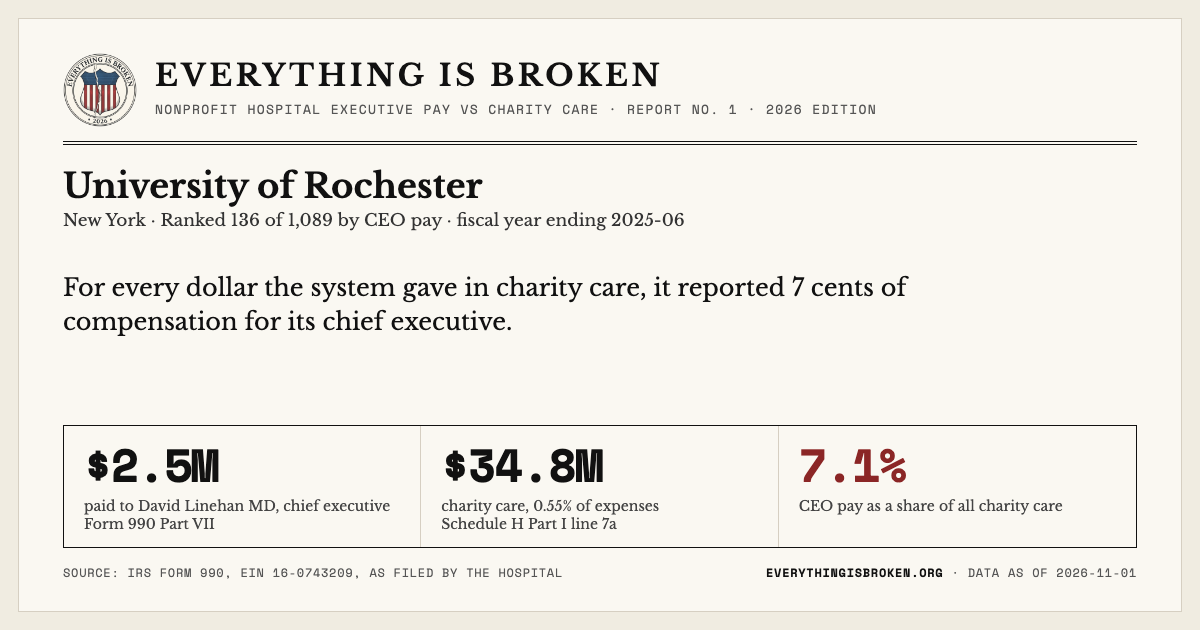 EVERYTHING IS BROKEN
· 2026 ·
EVERYTHING IS BROKEN
NONPROFIT HOSPITAL EXECUTIVE PAY VS CHARITY CARE · REPORT NO. 1 · 2026 EDITION
University of Rochester
New York · Ranked 136 of 1,089 by CEO pay · fiscal year ending 2025-06
For every dollar the system gave in charity care, it reported 7 cents of
compensation for its chief executive.
$2.5M
paid to David Linehan MD, chief executive
Form 990 Part VII
$34.8M
charity care, 0.55% of expenses
Schedule H Part I line 7a
7.1%
CEO pay as a share of all charity care
SOURCE: IRS FORM 990, EIN 16-0743209, AS FILED BY THE HOSPITAL
EVERYTHINGISBROKEN.ORG · DATA AS OF 2026-11-01